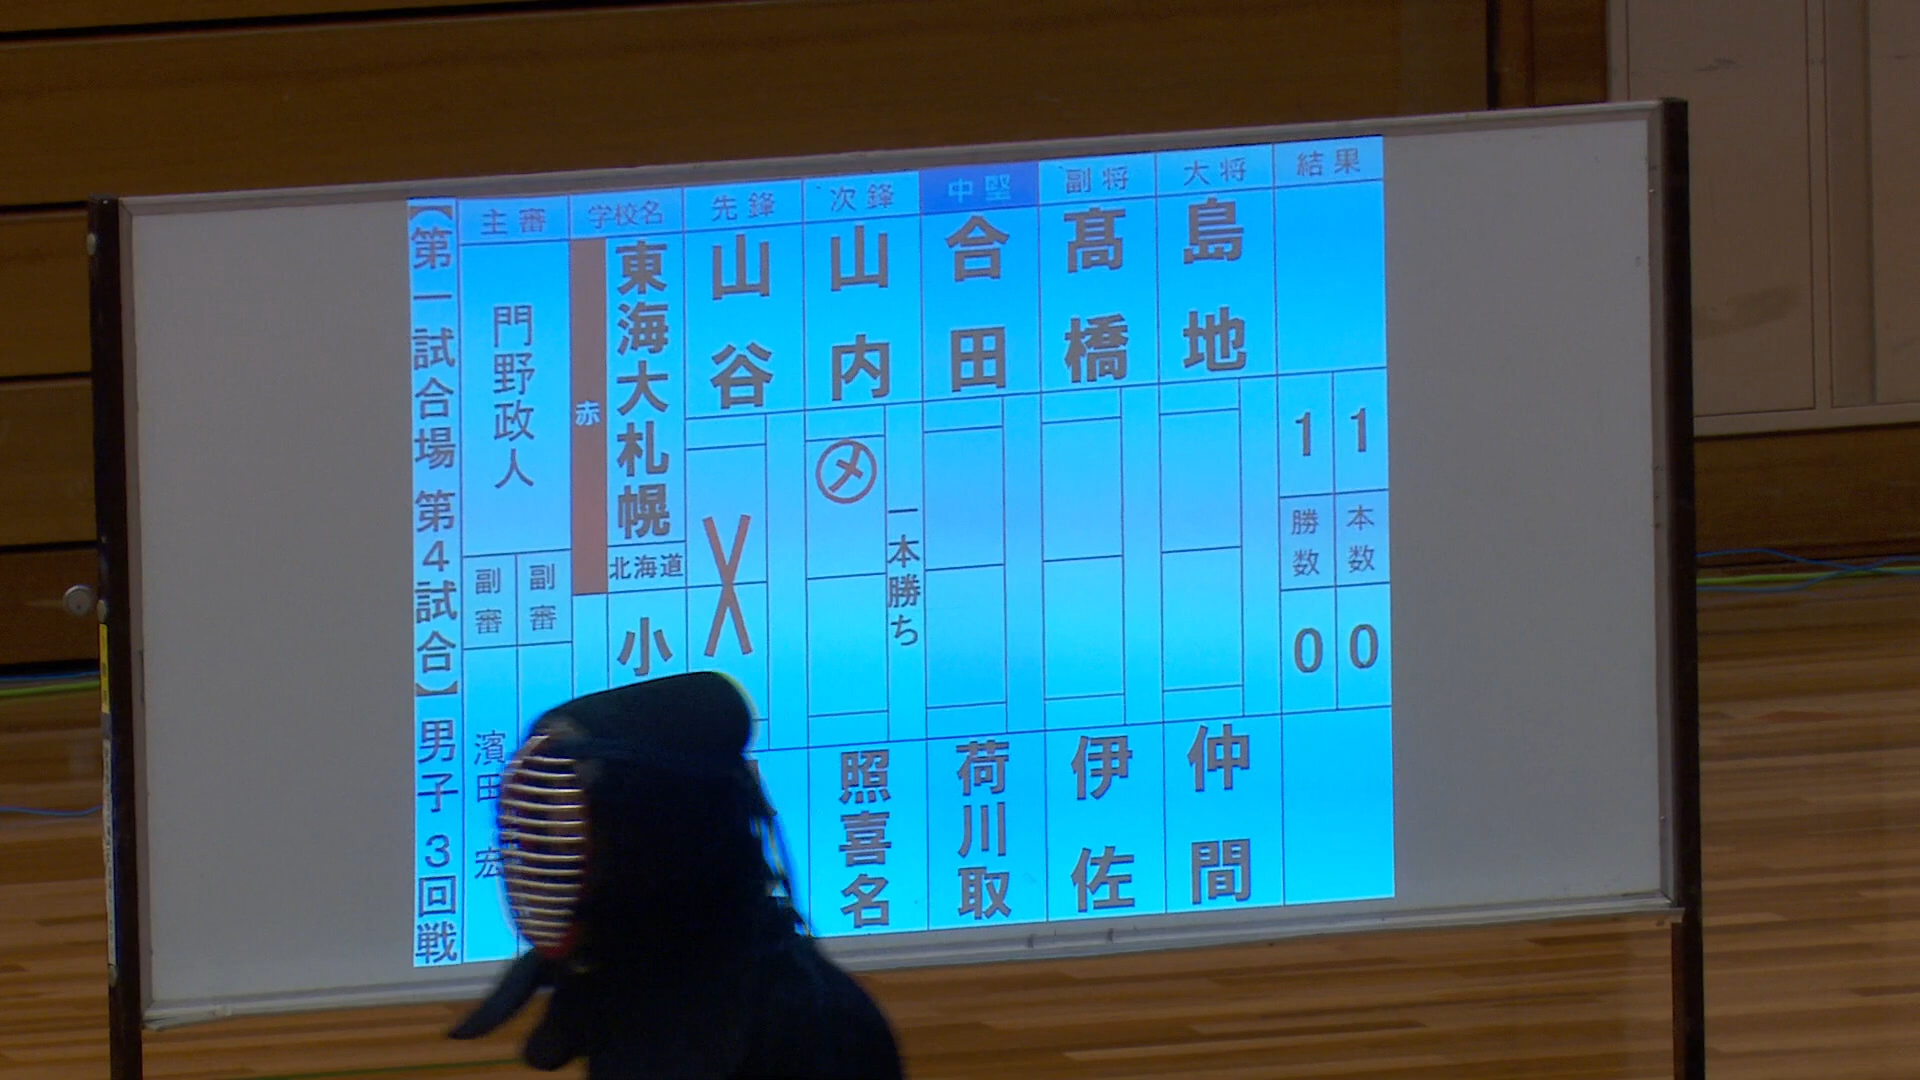 【第一試合場 第4試合】男子 3回戦
主審
門野政人
副審
副審
濱田 宏
学校名
赤
東海大札幌
北海道
小
先鋒
山谷
次鋒
山内
メ
一本勝ち
照喜名
中堅
合田
荷川取
副将
髙橋
伊佐
大将
島地
仲間
結果
1 1
勝数 本数
0 0